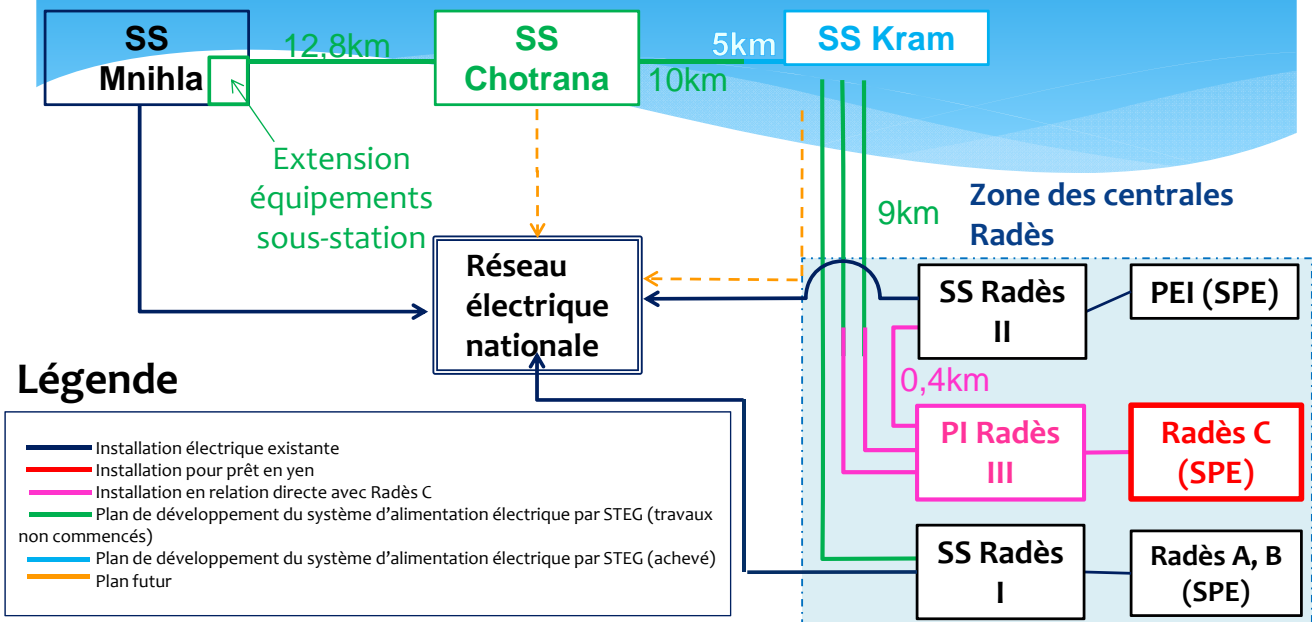 SS
Mnihla
12,8km
SS
Chotrana
5km
10km
SS Kram
Extension
équipements
sous-station
9km
Zone des centrales
Radès
Réseau
électrique
nationale
SS Radès
II
PEI (SPE)
0,4km
PI Radès
III
Radès C
(SPE)
SS Radès
I
Radès A, B
(SPE)
Légende
Installation électrique existante
Installation pour prêt en yen
Installation en relation directe avec Radès C
Plan de développement du système d’alimentation électrique par STEG (travaux
non commencés)
Plan de développement du système d’alimentation électrique par STEG (achevé)
Plan futur